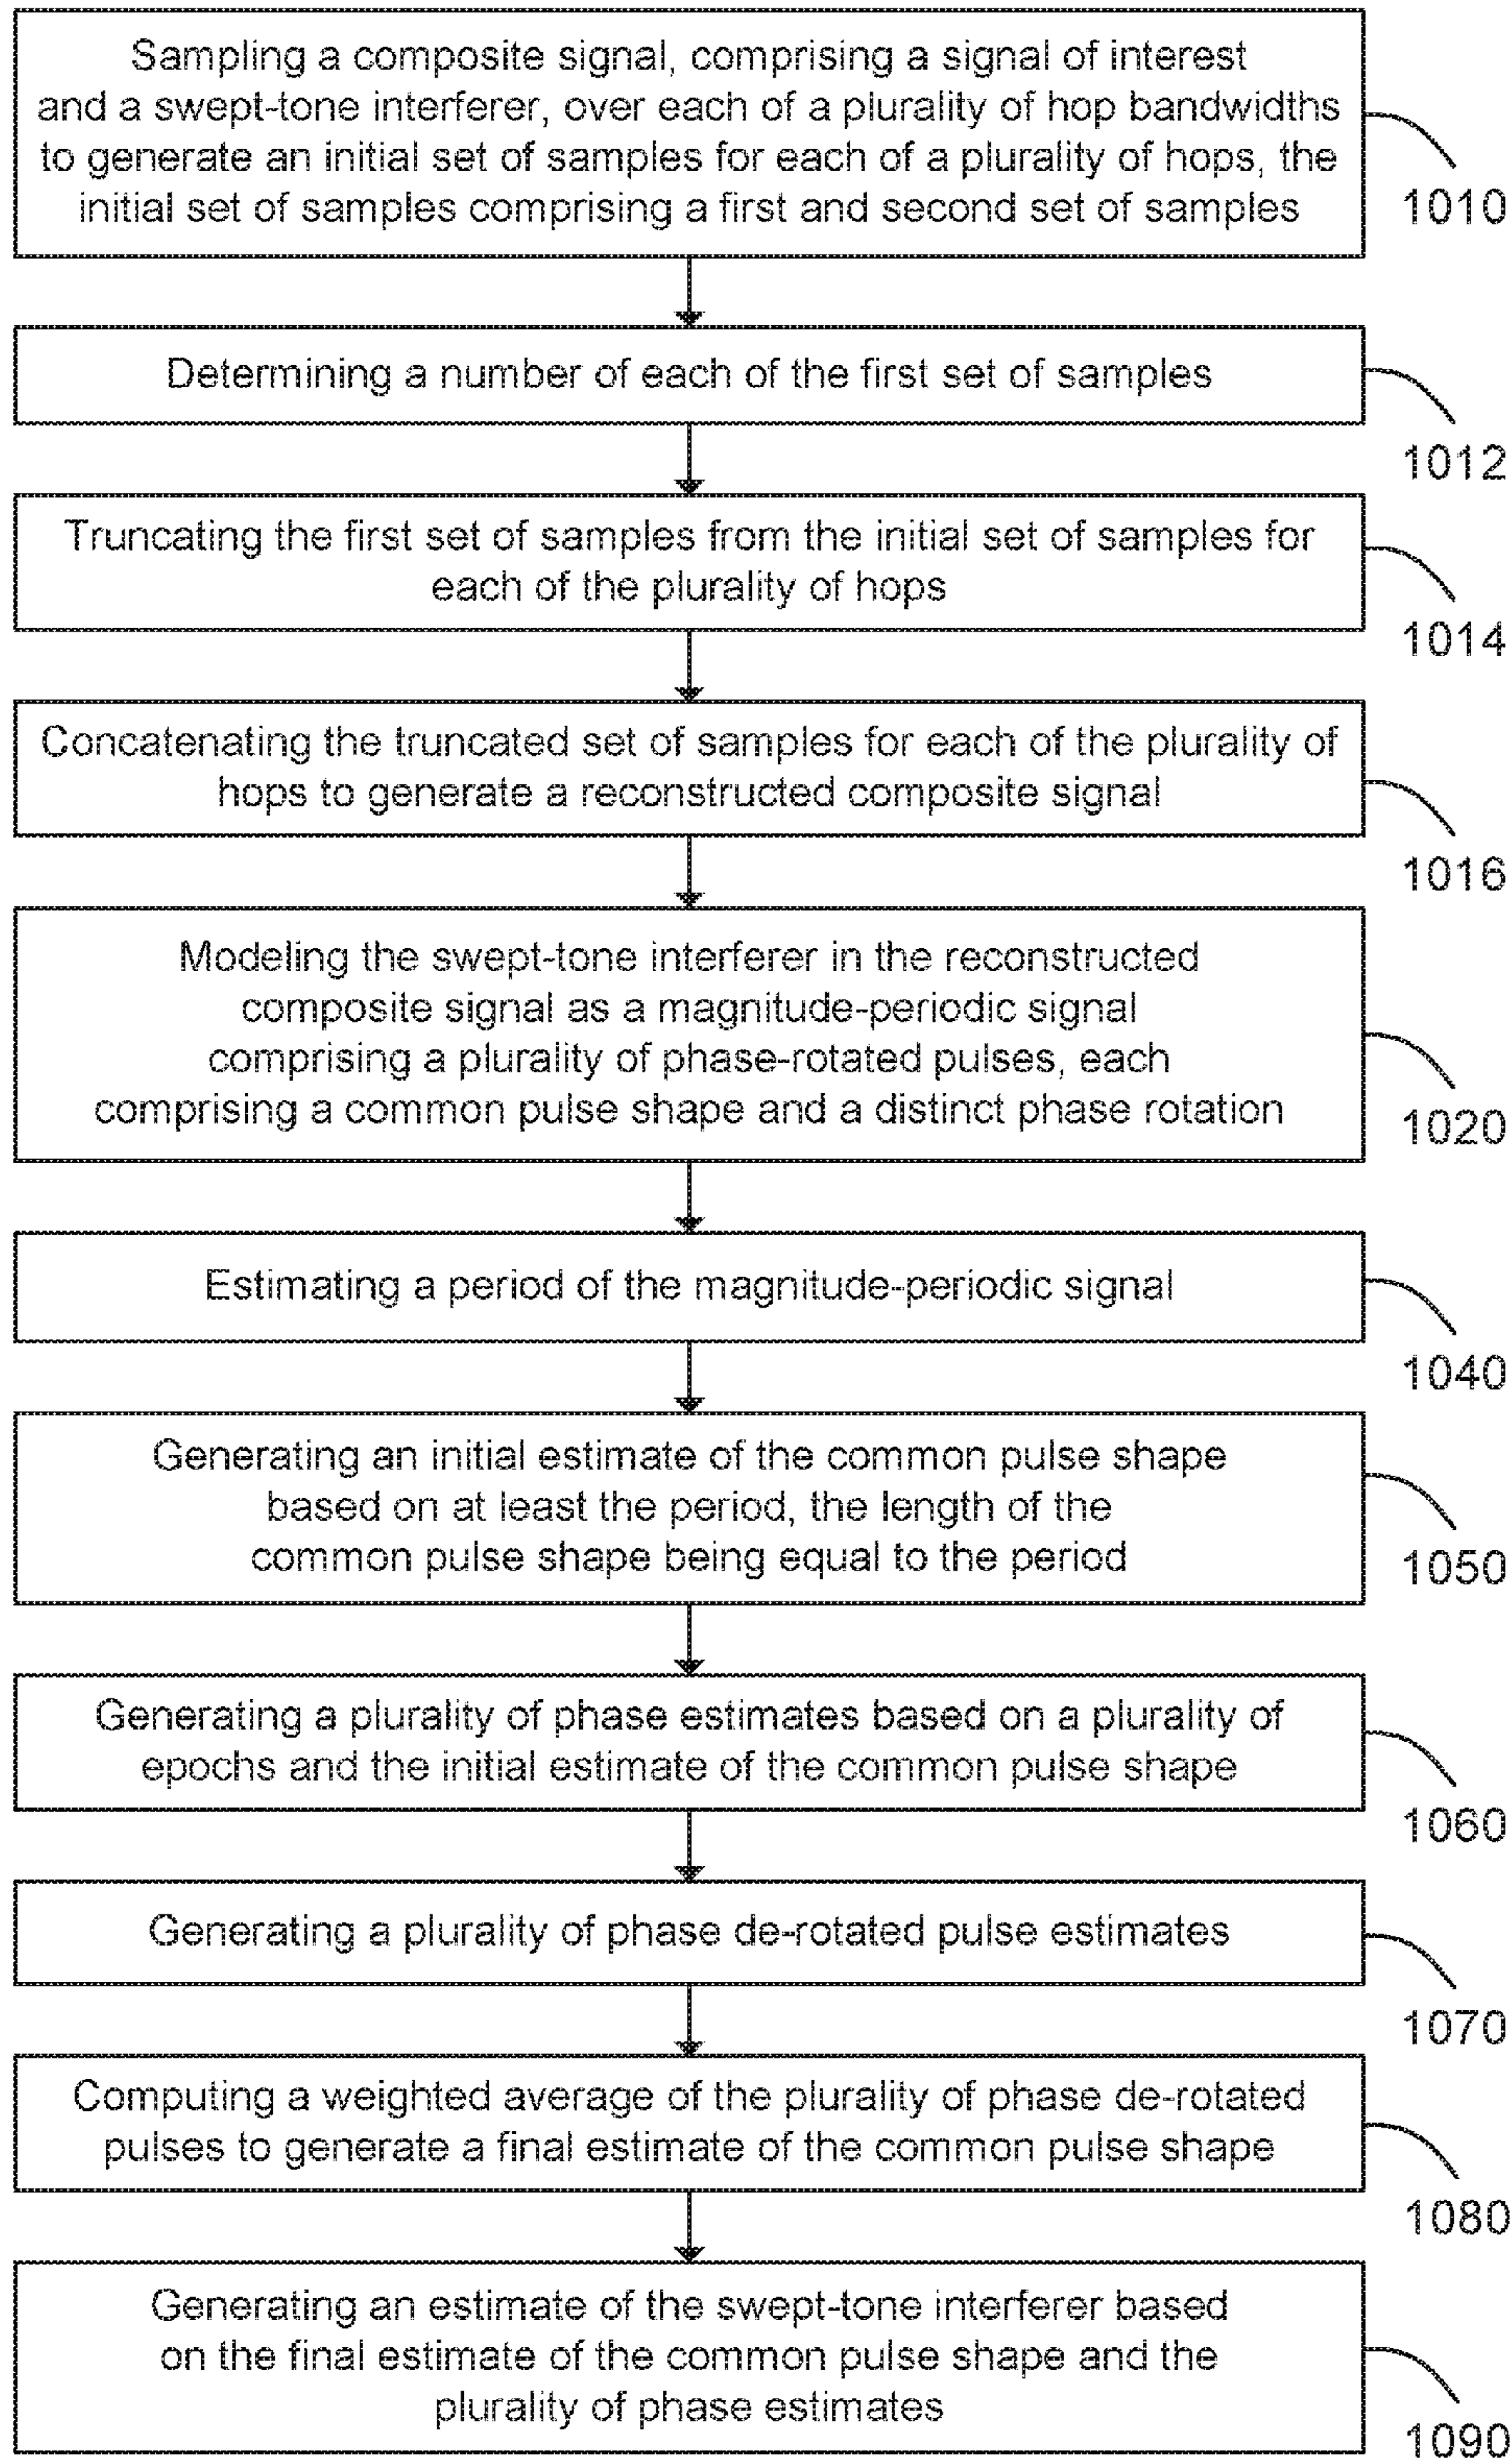 Sampling a composite signal, comprising a signal of interest
and a swept-tone interferer, over each of a plurality of hop bandwidths
to generate an initial set of samples for each of a plurality of hops, the
initial set of samples comprising a first and second set of samples
1010
Determining a number of each of the first set of samples
1012
Truncating the first set of samples from the initial set of samples for
each of the plurality of hops
1014
Concatenating the truncated set of samples for each of the plurality of
hops to generate a reconstructed composite signal
1016
Modeling the swept-tone interferer in the reconstructed
composite signal as a magnitude-periodic signal
comprising a plurality of phase-rotated pulses, each
comprising a common pulse shape and a distinct phase rotation
1020
Estimating a period of the magnitude-periodic signal
1040
Generating an initial estimate of the common pulse shape
based on at least the period, the length of the
common pulse shape being equal to the period
1050
Generating a plurality of phase estimates based on a plurality of
epochs and the initial estimate of the common pulse shape
1060
Generating a plurality of phase de-rotated pulse estimates
1070
Computing a weighted average of the plurality of phase de-rotated
pulses to generate a final estimate of the common pulse shape
1080
Generating an estimate of the swept-tone interferer based
on the final estimate of the common pulse shape and the
plurality of phase estimates
1090